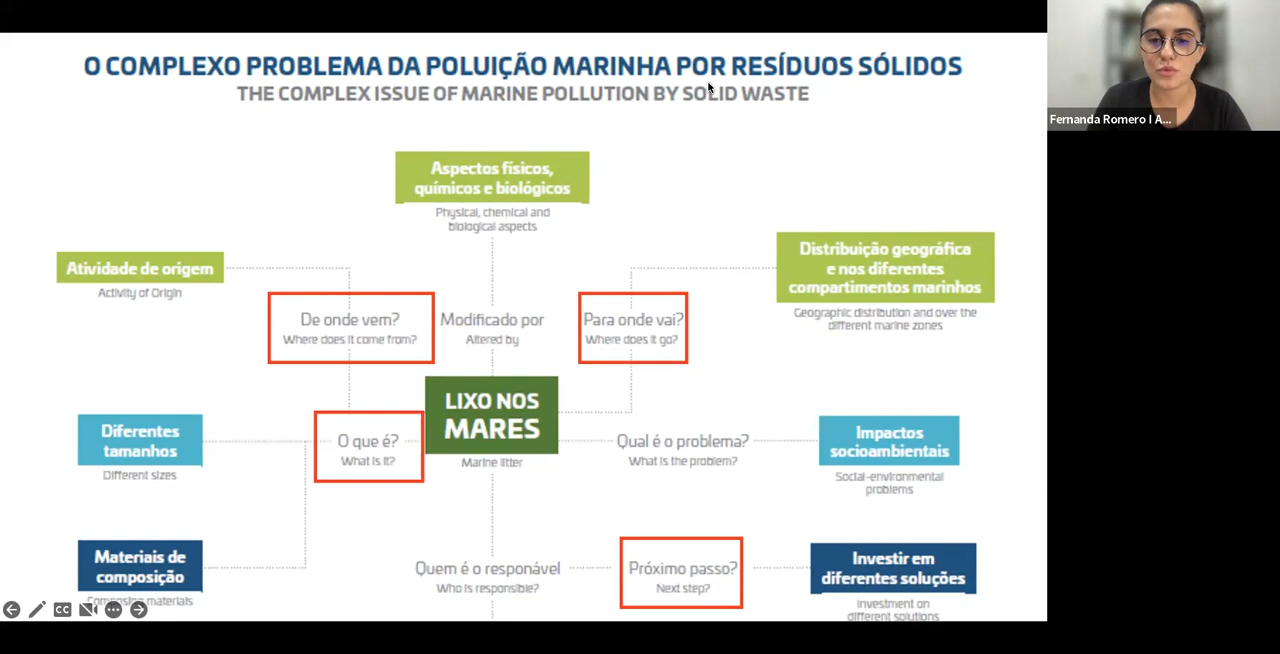 O COMPLEXO PROBLEMA DA POLUIÇÃO MARINHA POR RESÍDUOS SÓLIDOS
THE COMPLEX ISSUE OF MARINE POLLUTION BY SOLID WASTE
Fernanda Romero I A...
Aspectos físicos,
químicos e biológicos
Physical, chemical and
biological aspects
Atividade de origem
Activity of Origin
Distribuição geográfica
e nos diferentes
compartimentos marinhos
Geographic distribution and over the
different marine zones
De onde vem?
Where does it come from?
Modificado por
Altered by
Para onde vai?
Where does it go?
LIXO NOS
MARES
Marine litter
Diferentes
tamanhos
Different sizes
O que é?
What is it?
Qual é o problema?
What is the problem?
Impactos
socioambientais
Social-environmental
problems
Materiais de
composição
Composing materials
Quem é o responável
Who is responsible?
Próximo passo?
Next step?
Investir em
diferentes soluções
Investment on
different solutions
CC